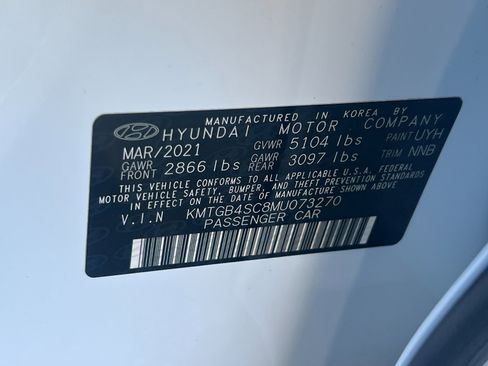 MANUFACTURED IN KOREA BY
HYUNDAI MOTOR COMPANY
MAR/2021 GVWR 5104 lbs PAINT UYH
GAWR FRONT 2866 lbs GAWR REAR 3097 lbs TRIM NNB
THIS VEHICLE CONFORMS TO ALL APPLICABLE U.S.A. FEDERAL
MOTOR VEHICLE SAFETY, BUMPER, AND THEFT PREVENTION STANDARDS
IN EFFECT ON THE DATE OF MANUFACTURE SHOWN ABOVE.
V.I.N KMTGB4SC8MU073270
PASSENGER CAR